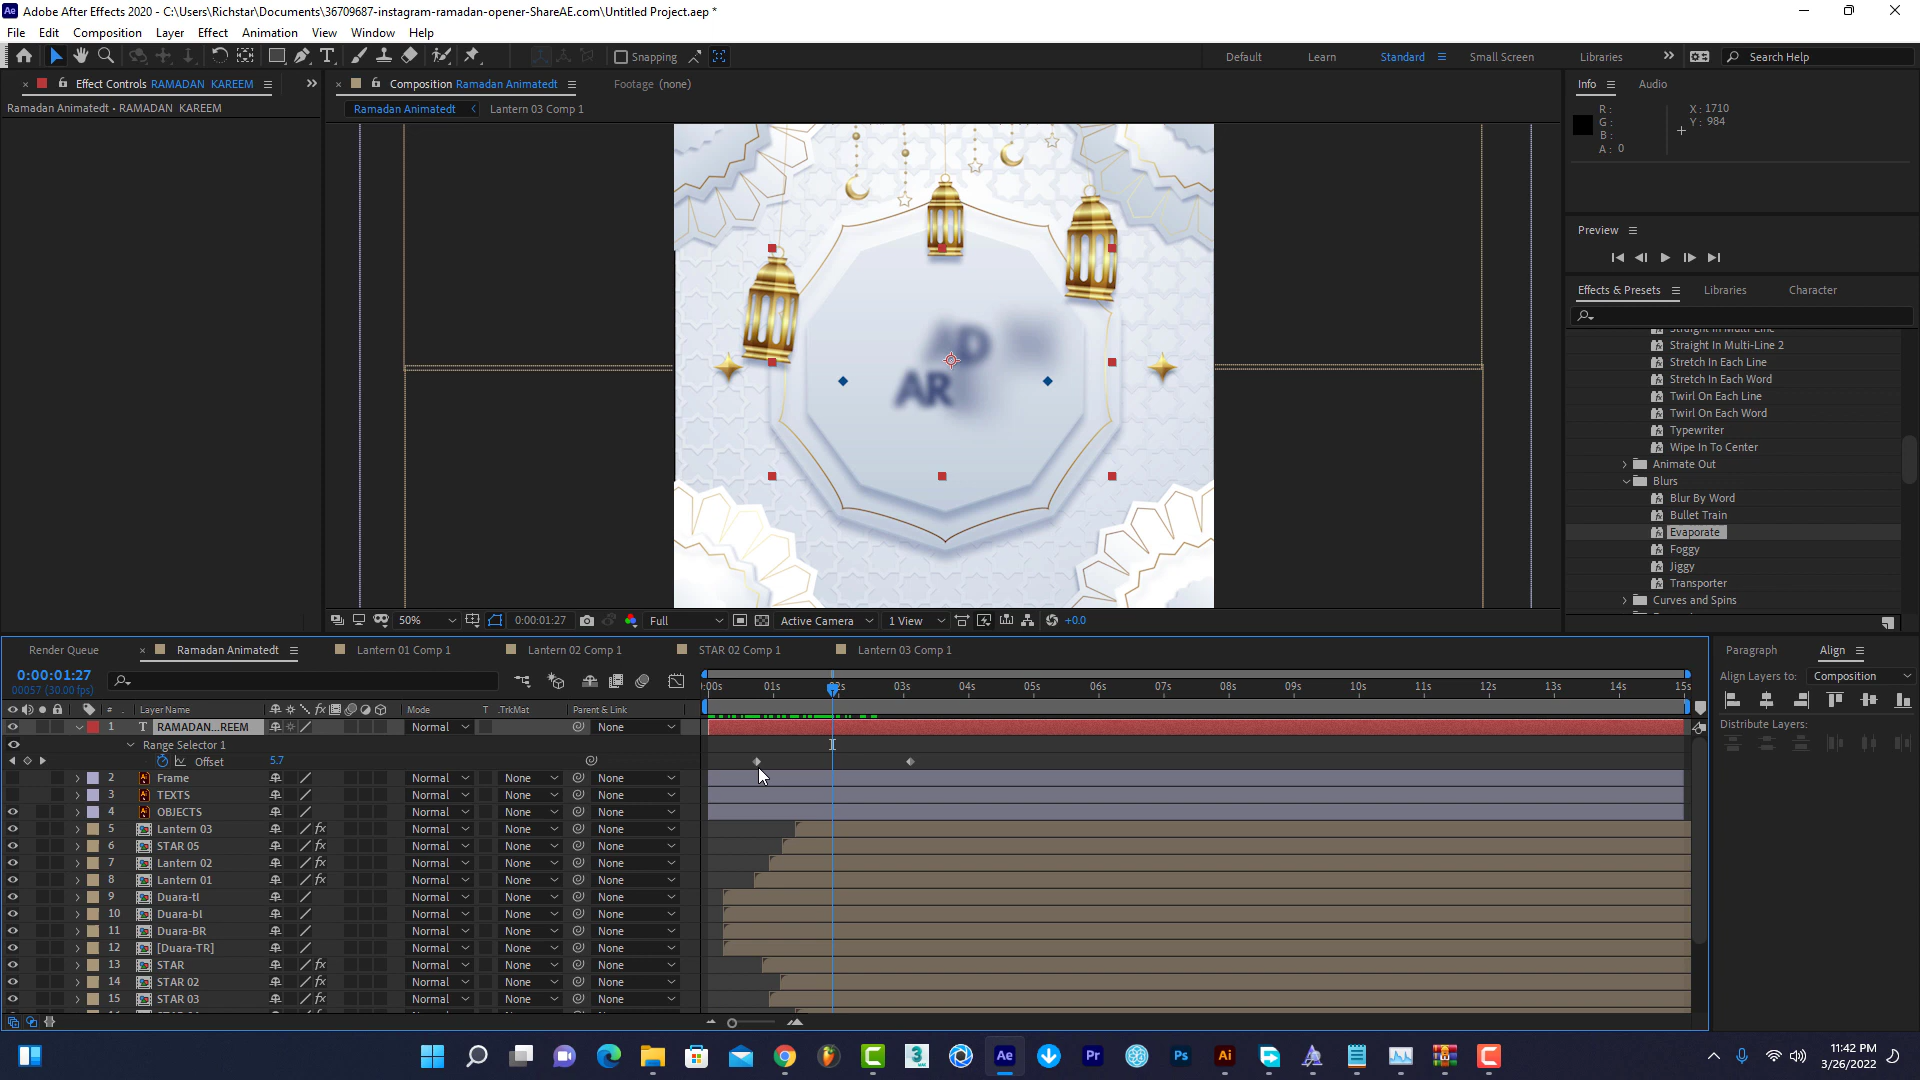 Adobe After Effects 2020 - C:\Users\Richstar\Documents\36709687-instagram-ramadan-opener-ShareAE.com\Untitled Project.aep *
File Edit Composition Layer Effect Animation View Window Help
Snapping Default Learn Standard Small Screen Libraries Search Help
Effect Controls RAMADAN KAREEM Composition Ramadan Animatedt Footage (none) Info Audio
Ramadan Animatedt • RAMADAN KAREEM Ramadan Animatedt Lantern 03 Comp 1
R :
G :
B :
A : 0
X : 1710
Y : 984
Preview
Effects & Presets Libraries Character
Straight In Multi-Line
Straight In Multi-Line 2
Stretch In Each Line
Stretch In Each Word
Twirl On Each Line
Twirl On Each Word
Typewriter
Wipe In To Center
Animate Out
Blurs
Blur By Word
Bullet Train
Evaporate
Foggy
Jiggy
Transporter
Curves and Spins
AD
AR
50% 0:00:01:27 Full Active Camera 1 View +0.0
Render Queue Ramadan Animatedt Lantern 01 Comp 1 Lantern 02 Comp 1 STAR 02 Comp 1 Lantern 03 Comp 1
0:00:01:27
00057 (30.00 fps)
:00s 01s 02s 03s 04s 05s 06s 07s 08s 09s 10s 11s 12s 13s 14s 15s
# Layer Name Mode T .TrkMat Parent & Link
1 T RAMADAN...REEM Normal None
Range Selector 1
Offset 5.7
2 Frame Normal None None
3 TEXTS Normal None None
4 OBJECTS Normal None None
5 Lantern 03 fx Normal None None
6 STAR 05 Normal None None
7 Lantern 02 fx Normal None None
8 Lantern 01 fx Normal None None
9 Duara-tl Normal None None
10 Duara-bl Normal None None
11 Duara-BR Normal None None
12 [Duara-TR] Normal None None
13 STAR fx Normal None None
14 STAR 02 fx Normal None None
15 STAR 03 fx Normal None None
Paragraph Align
Align Layers to: Composition
Distribute Layers:
11:42 PM
3/26/2022